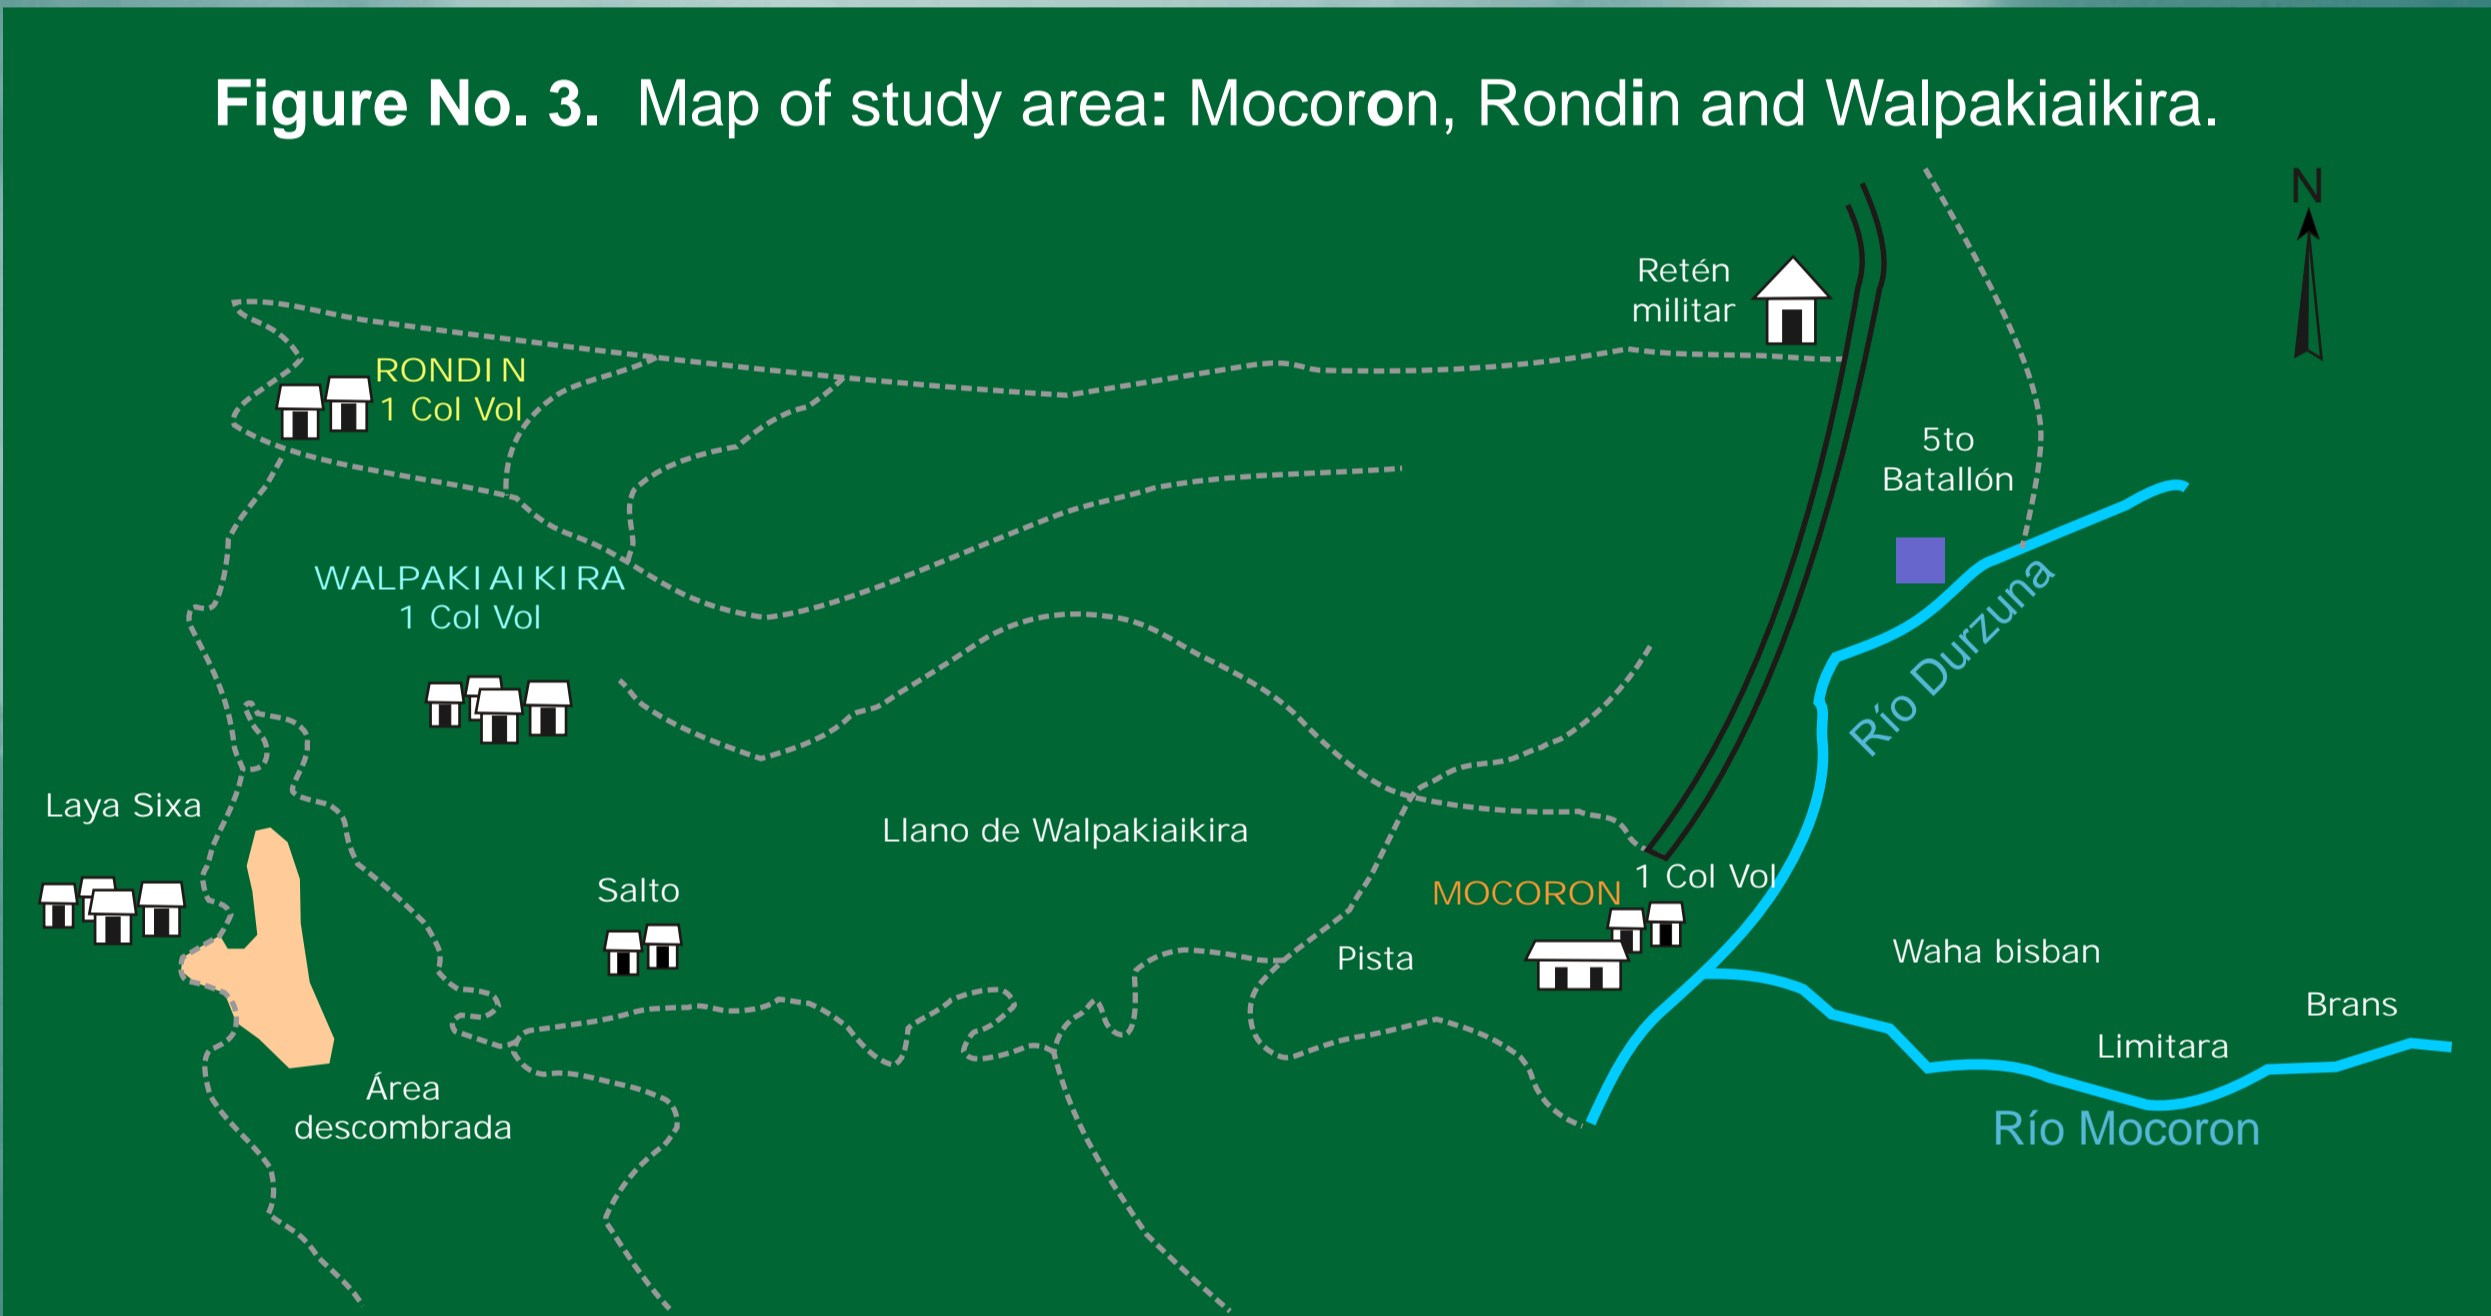 Figure No. 3. Map of study area: Mocoron, Rondin and Walpakiaikira.
N
Retén
militar
RONDIN
1 Col Vol
5to
Batallón
WALPAKIAIKIRA
1 Col Vol
Río Durzuna
Laya Sixa
Llano de Walpakiaikira
Salto
MOCORON
1 Col Vol
Pista
Waha bisban
Brans
Limitara
Área
descombrada
Río Mocoron